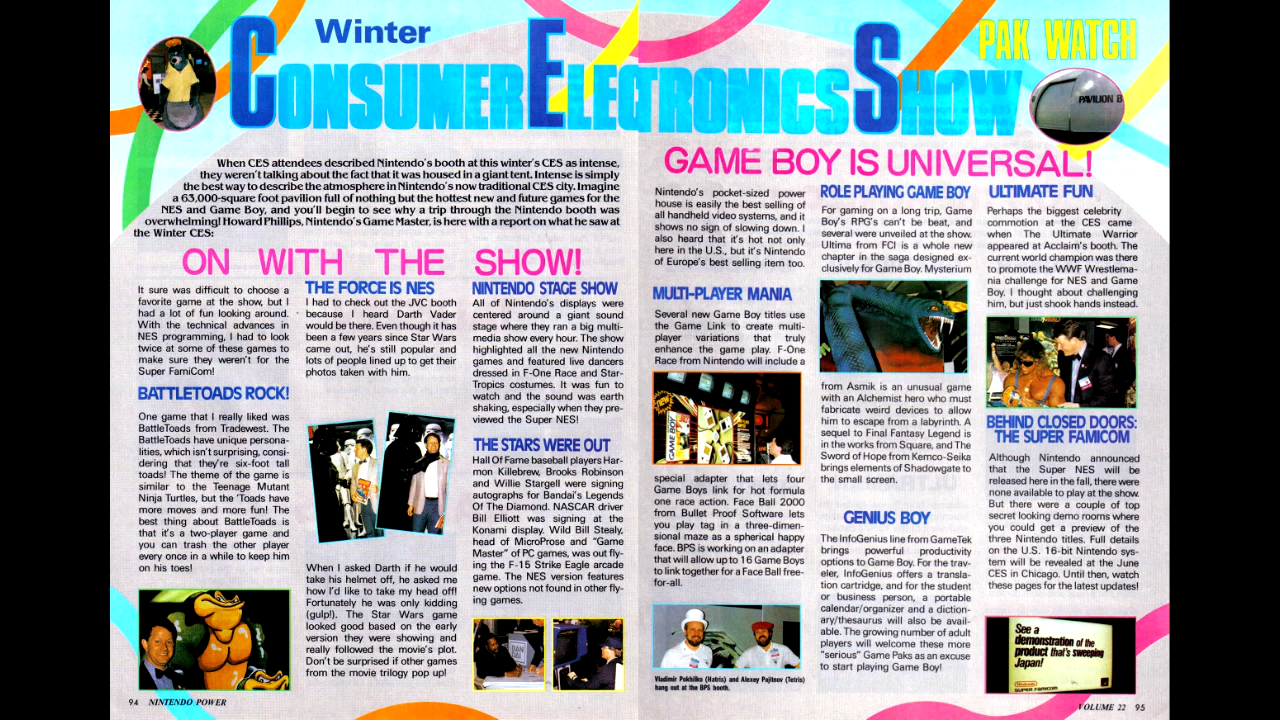 Winter
CONSUMER ELECTRONICS SHOW
PAK WATCH
PAVILION B
When CES attendees described Nintendo's booth at this winter's CES as intense,
they weren't talking about the fact that it was housed in a giant tent. Intense is simply
the best way to describe the atmosphere in Nintendo's now traditional CES city. Imagine
a 63,000-square foot pavilion full of nothing but the hottest new and future games for the
NES and Game Boy, and you'll begin to see why a trip through the Nintendo booth was
overwhelming! Howard Phillips, Nintendo's Game Master, is here with a report on what he saw at
the Winter CES:
ON WITH THE SHOW!
It sure was difficult to choose a
favorite game at the show, but I
had a lot of fun looking around.
With the technical advances in
NES programming, I had to look
twice at some of these games to
make sure they weren't for the
Super FamiCom!
BATTLETOADS ROCK!
One game that I really liked was
BattleToads from Tradewest. The
BattleToads have unique persona-
lities, which isn't surprising, consi-
dering that they're six-foot tall
toads! The theme of the game is
similar to the Teenage Mutant
Ninja Turtles, but the 'Toads have
more moves and more fun! The
best thing about BattleToads is
that it's a two-player game and
you can trash the other player
every once in a while to keep him
on his toes!
THE FORCE IS NES
I had to check out the JVC booth
because I heard Darth Vader
would be there. Even though it has
been a few years since Star Wars
came out, he's still popular and
lots of people lined up to get their
photos taken with him.
When I asked Darth if he would
take his helmet off, he asked me
how I'd like to take my head off!
Fortunately he was only kidding
(gulp!). The Star Wars game
looked good based on the early
version they were showing and
really followed the movie's plot.
Don't be surprised if other games
from the movie trilogy pop up!
NINTENDO STAGE SHOW
All of Nintendo's displays were
centered around a giant sound
stage where they ran a big multi-
media show every hour. The show
highlighted all the new Nintendo
games and featured live dancers
dressed in F-One Race and Star-
Tropics costumes. It was fun to
watch and the sound was earth
shaking, especially when they pre-
viewed the Super NES!
THE STARS WERE OUT
Hall Of Fame baseball players Har-
mon Killebrew, Brooks Robinson
and Willie Stargell were signing
autographs for Bandai's Legends
Of The Diamond. NASCAR driver
Bill Elliott was signing at the
Konami display. Wild Bill Stealy,
head of MicroProse and "Game
Master" of PC games, was out fly-
ing the F-15 Strike Eagle arcade
game. The NES version features
new options not found in other fly-
ing games.
94 NINTENDO POWER
GAME BOY IS UNIVERSAL!
Nintendo's pocket-sized power
house is easily the best selling of
all handheld video systems, and it
shows no sign of slowing down. I
also heard that it's hot not only
here in the U.S., but it's Nintendo
of Europe's best selling item too.
MULTI-PLAYER MANIA
Several new Game Boy titles use
the Game Link to create multi-
player variations that truly
enhance the game play. F-One
Race from Nintendo will include a
GAME BOY
special adapter that lets four
Game Boys link for hot formula
one race action. Face Ball 2000
from Bullet Proof Software lets
you play tag in a three-dimen-
sional maze as a spherical happy
face. BPS is working on an adapter
that will allow up to 16 Game Boys
to link together for a Face Ball free-
for-all.
Vladimir Pokhilko (Hatris) and Alexey Pajitnov (Tetris)
hang out at the BPS booth.
ROLE PLAYING GAME BOY
For gaming on a long trip, Game
Boy's RPG's can't be beat, and
several were unveiled at the show.
Ultima from FCI is a whole new
chapter in the saga designed ex-
clusively for Game Boy. Mysterium
from Asmik is an unusual game
with an Alchemist hero who must
fabricate weird devices to allow
him to escape from a labyrinth. A
sequel to Final Fantasy Legend is
in the works from Square, and The
Sword of Hope from Kemco-Seika
brings elements of Shadowgate to
the small screen.
GENIUS BOY
The InfoGenius line from GameTek
brings powerful productivity
options to Game Boy. For the trav-
eler, InfoGenius offers a transla-
tion cartridge, and for the student
or business person, a portable
calendar/organizer and a diction-
ary/thesaurus will also be avail-
able. The growing number of adult
players will welcome these more
"serious" Game Paks as an excuse
to start playing Game Boy!
ULTIMATE FUN
Perhaps the biggest celebrity
commotion at the CES came
when The Ultimate Warrior
appeared at Acclaim's booth. The
current world champion was there
to promote the WWF Wrestlema-
nia challenge for NES and Game
Boy. I thought about challenging
him, but just shook hands instead.
BEHIND CLOSED DOORS:
THE SUPER FAMICOM
Although Nintendo announced
that the Super NES will be
released here in the fall, there were
none available to play at the show.
But there were a couple of top
secret looking demo rooms where
you could get a preview of the
three Nintendo titles. Full details
on the U.S. 16-bit Nintendo sys-
tem will be revealed at the June
CES in Chicago. Until then, watch
these pages for the latest updates!
See a
demonstration of the
product that's sweeping
Japan!
Nintendo
SUPER FAMICOM
VOLUME 22 95